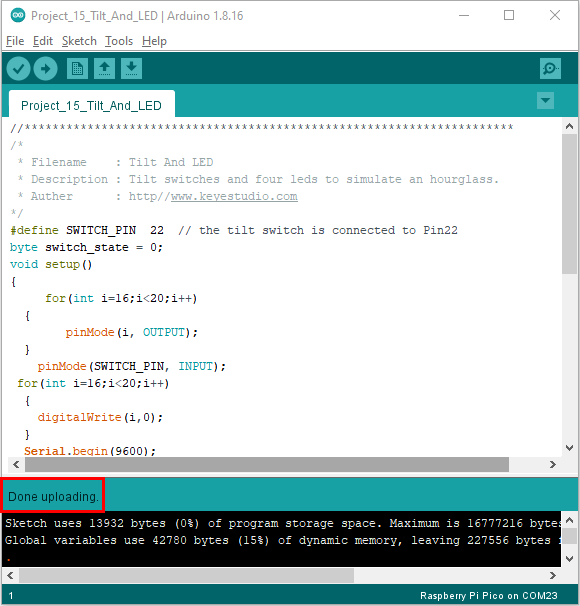 Project_15_Tilt_And_LED | Arduino 1.8.16
File Edit Sketch Tools Help
Project_15_Tilt_And_LED
//**********************************************************************
/*
 * Filename    : Tilt And LED
 * Description : Tilt switches and four leds to simulate an hourglass.
 * Auther      : http//www.keyestudio.com
*/
#define SWITCH_PIN  22  // the tilt switch is connected to Pin22
byte switch_state = 0;
void setup()
{
     for(int i=16;i<20;i++)
  {
        pinMode(i, OUTPUT);
  }
    pinMode(SWITCH_PIN, INPUT);
 for(int i=16;i<20;i++)
  {
    digitalWrite(i,0);
  }
  Serial.begin(9600);
Done uploading.
Sketch uses 13932 bytes (0%) of program storage space. Maximum is 16777216 bytes
Global variables use 42780 bytes (15%) of dynamic memory, leaving 227556 bytes
.
1
Raspberry Pi Pico on COM23